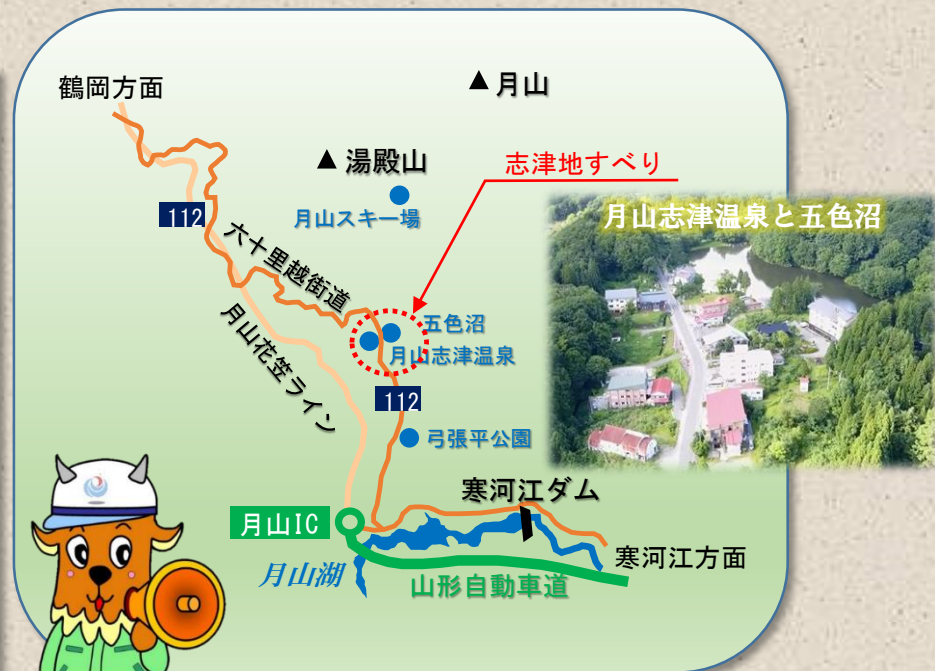 鶴岡方面
▲月山
▲湯殿山
志津地すべり
月山スキー場
月山志津温泉と五色沼
112
六十里越街道
月山花笠ライン
五色沼
月山志津温泉
112
弓張平公園
寒河江ダム
月山IC
寒河江方面
月山湖
山形自動車道